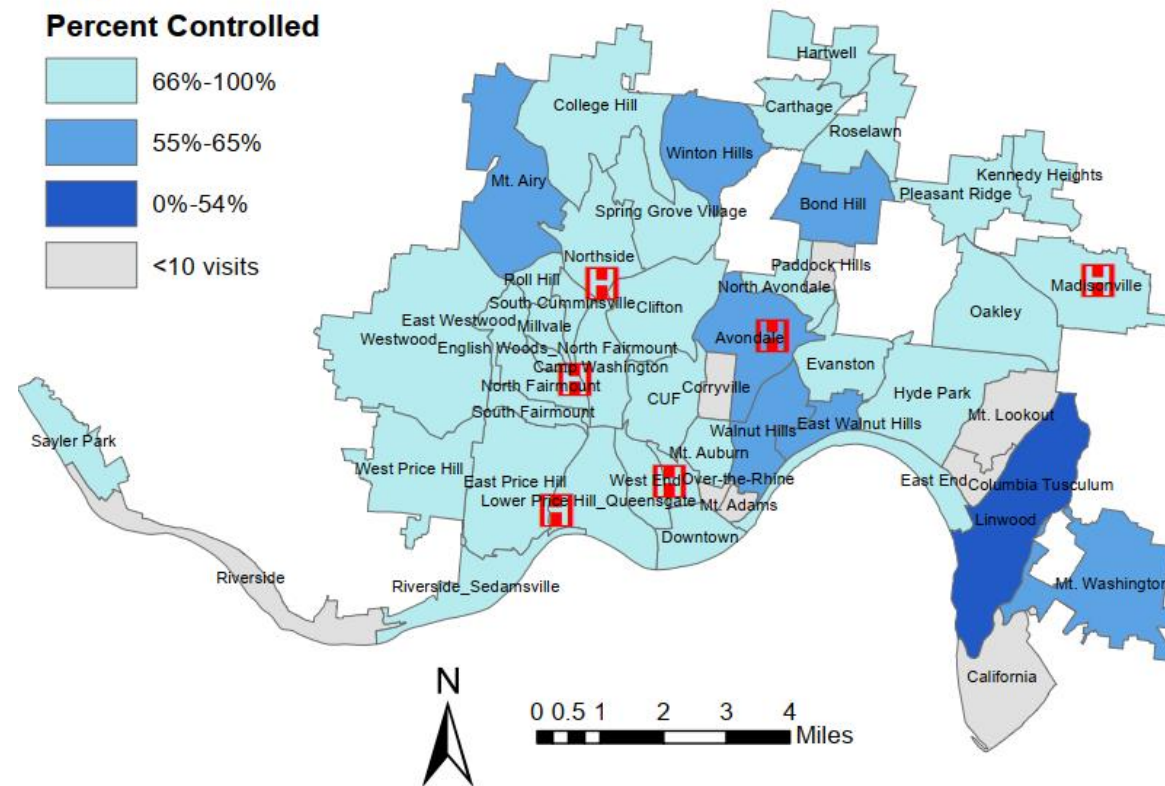 Percent Controlled
66%-100%
55%-65%
0%-54%
<10 visits
Hartwell
College Hill
Carthage
Roselawn
Winton Hills
Mt. Airy
Kennedy Heights
Pleasant Ridge
Bond Hill
Spring Grove Village
Northside
Paddock Hills
Roll Hill
North Avondale
H
H
Madisonville
South Cumminsville
Clifton
Oakley
East Westwood
Millvale
Westwood
Avondale
H
English Woods_North Fairmount
Evanston
Camp Washington
H
North Fairmount
Corryville
Hyde Park
CUF
South Fairmount
Mt. Lookout
Walnut Hills
East Walnut Hills
Sayler Park
Mt. Auburn
West Price Hill
East Price Hill
West End
H
Over-the-Rhine
East End
Columbia Tusculum
Lower Price Hill_Queensgate
Mt. Adams
H
Linwood
Downtown
Riverside
Riverside_Sedamsville
Mt. Washington
California
N
0 0.5 1 2 3 4
Miles